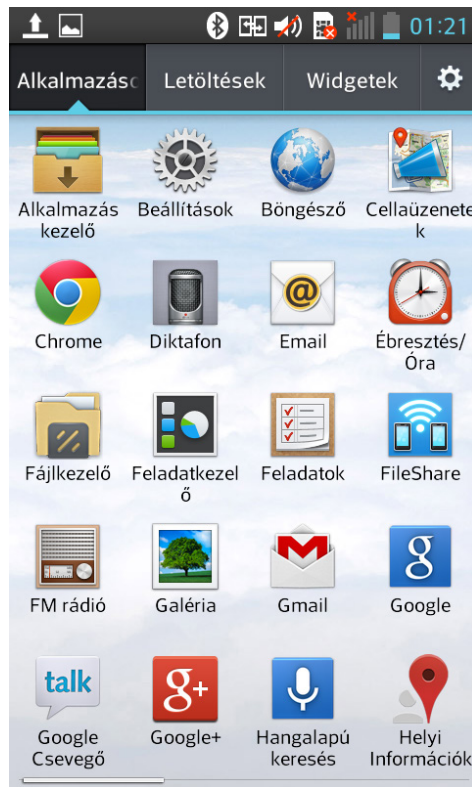 01:21
Alkalmazásc
Letöltések
Widgetek
Alkalmazás
kezelő
Beállítások
Böngésző
Cellaüzenete
k
Chrome
Diktafon
Email
Ébresztés/
Óra
Fájlkezelő
Feladatkezel
ő
Feladatok
FileShare
FM rádió
Galéria
Gmail
g
Google
talk
Google
Csevegő
g+
Google+
Hangalapú
keresés
Helyi
Információk